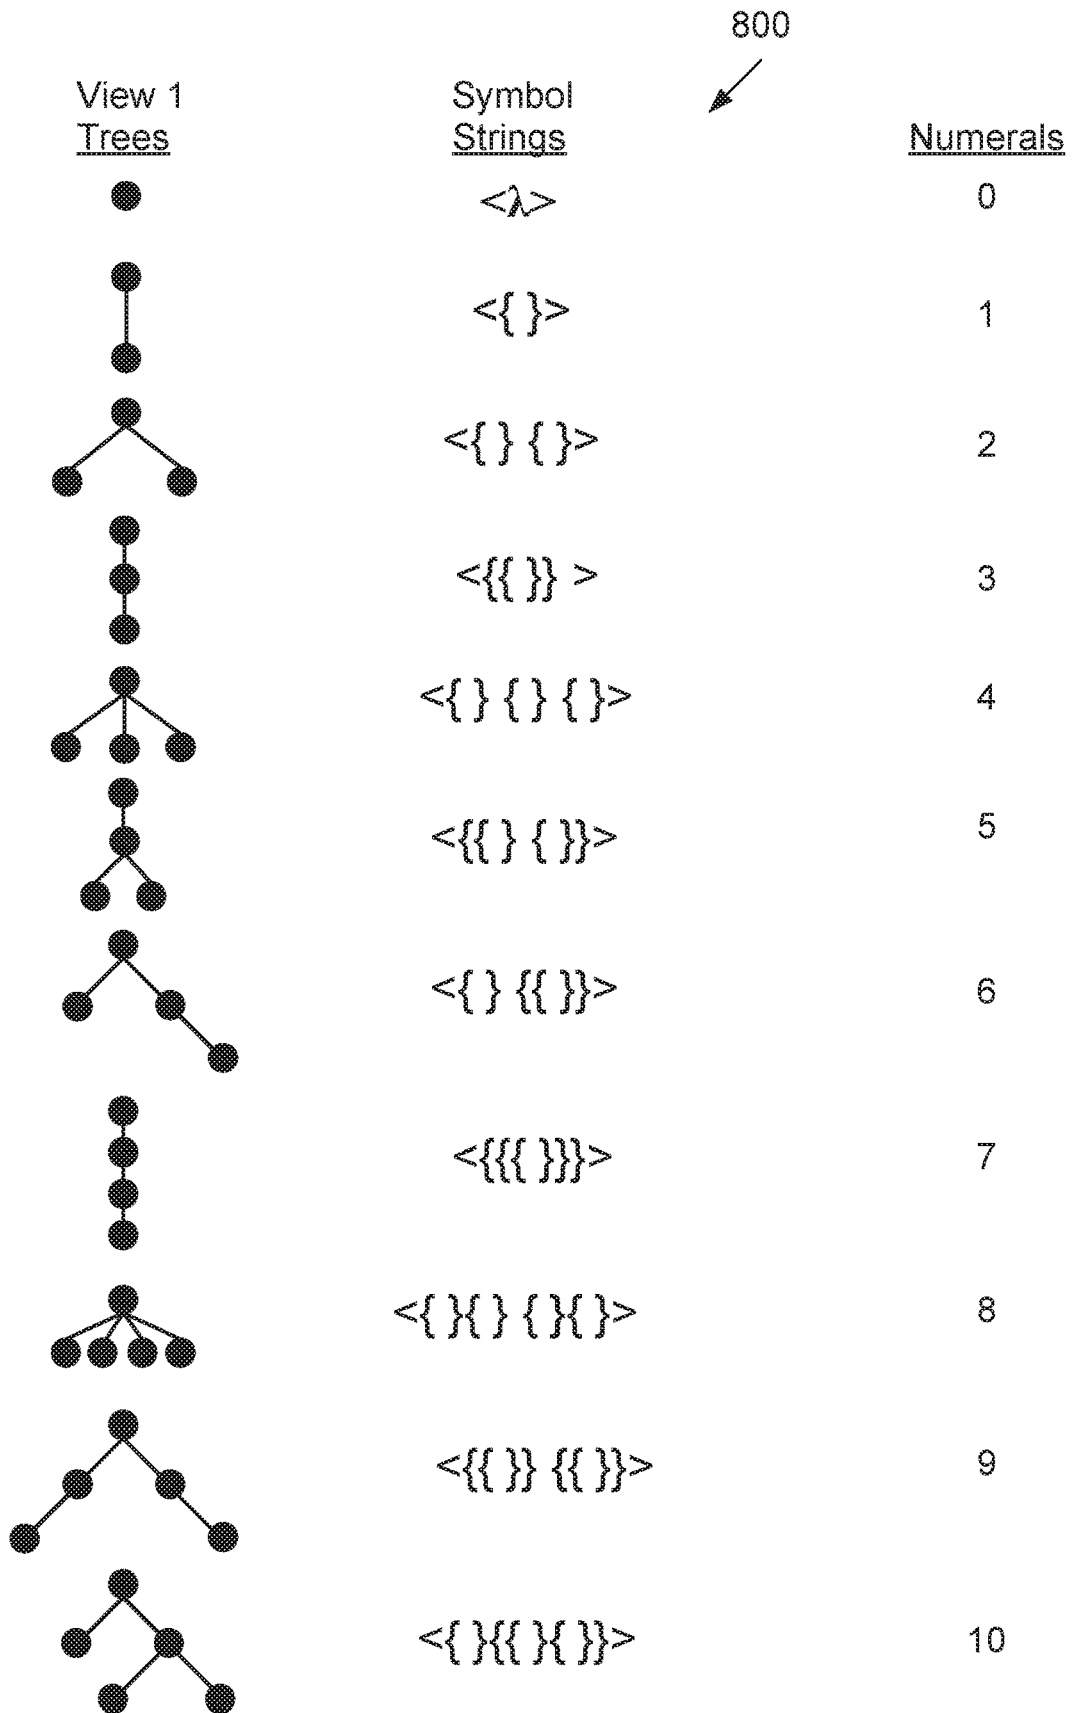 800
View 1 Symbol
Trees Strings Numerals
<λ> 0
<{ }> 1
<{ } { }> 2
<{{ }} > 3
<{ } { } { }> 4
<{{ } { }}> 5
<{ } {{ }}> 6
<{{{ }}}> 7
<{ }{ } { }{ }> 8
<{{ }} {{ }}> 9
<{ }{{ }{ }}> 10